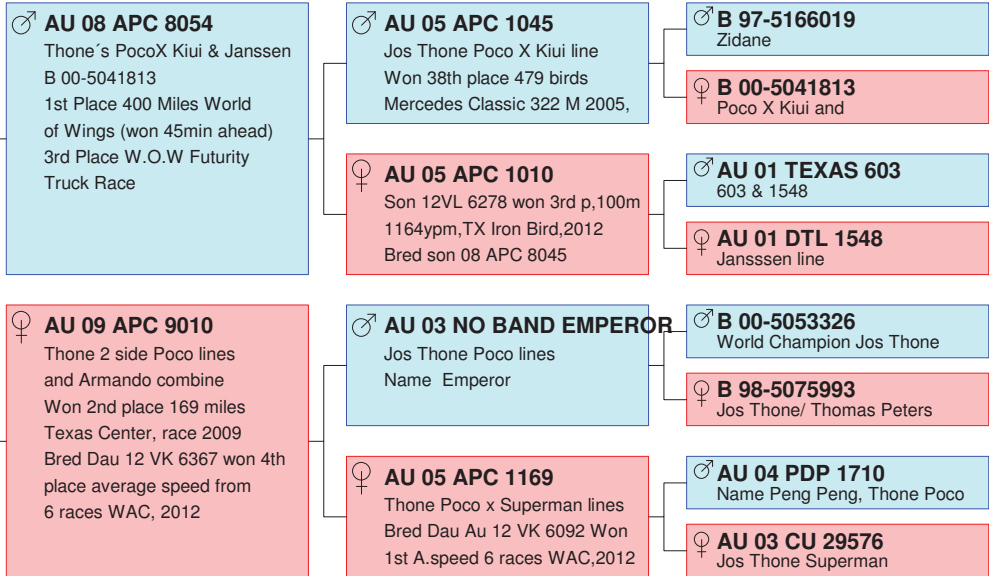 AU 08 APC 8054
Thone´s PocoX Kiui & Janssen
B 00-5041813
1st Place 400 Miles World
of Wings (won 45min ahead)
3rd Place W.O.W Futurity
Truck Race
AU 09 APC 9010
Thone 2 side Poco lines
and Armando combine
Won 2nd place 169 miles
Texas Center, race 2009
Bred Dau 12 VK 6367 won 4th
place average speed from
6 races WAC, 2012
AU 05 APC 1045
Jos Thone Poco X Kiui line
Won 38th place 479 birds
Mercedes Classic 322 M 2005,
AU 05 APC 1010
Son 12VL 6278 won 3rd p,100m
1164ypm,TX Iron Bird,2012
Bred son 08 APC 8045
AU 03 NO BAND EMPEROR
Jos Thone Poco lines
Name  Emperor
AU 05 APC 1169
Thone Poco x Superman lines
Bred Dau Au 12 VK 6092 Won
1st A.speed 6 races WAC,2012
B 97-5166019
Zidane
B 00-5041813
Poco X Kiui and
AU 01 TEXAS 603
603 & 1548
AU 01 DTL 1548
Jansssen line
B 00-5053326
World Champion Jos Thone
B 98-5075993
Jos Thone/ Thomas Peters
AU 04 PDP 1710
Name Peng Peng, Thone Poco
AU 03 CU 29576
Jos Thone Superman